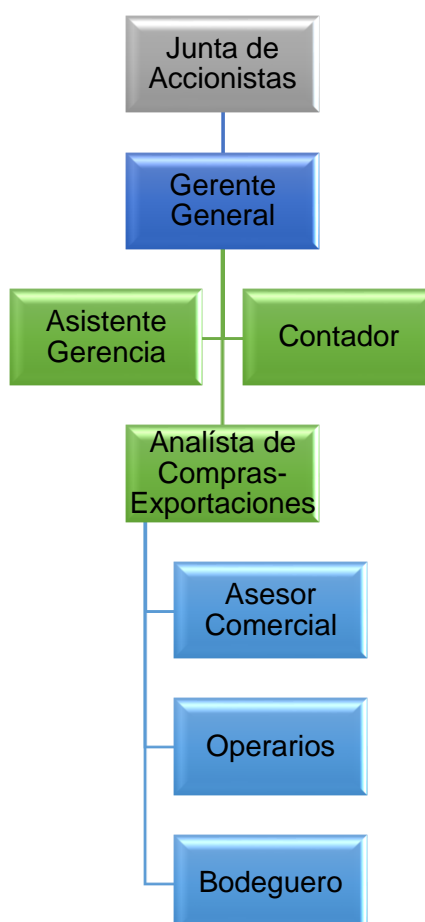 Junta de
Accionistas
Gerente
General
Asistente
Gerencia
Contador
Analísta de
Compras-
Exportaciones
Asesor
Comercial
Operarios
Bodeguero